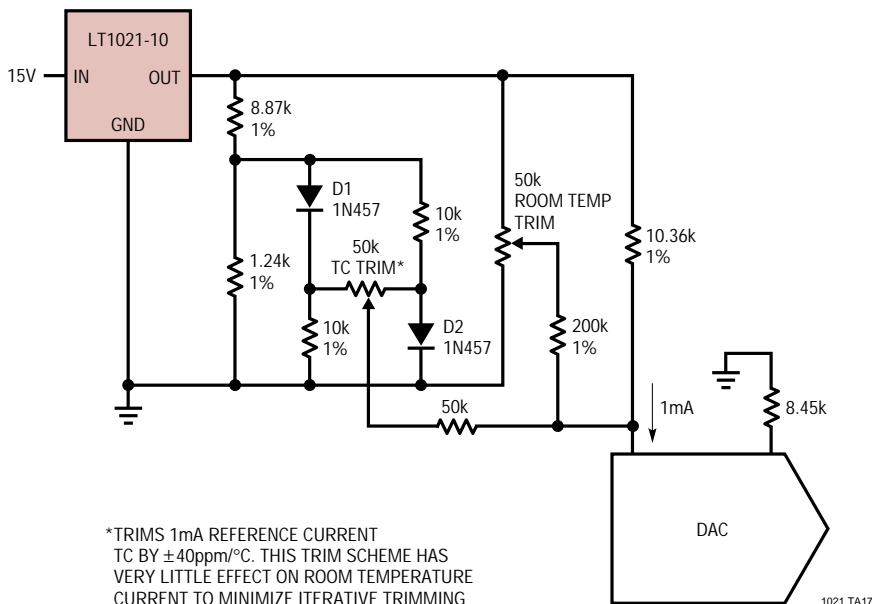 LT1021-10
15V
IN
OUT
GND
8.87k
1%
D1
1N457
10k
1%
50k
ROOM TEMP
TRIM
50k
TC TRIM*
10.36k
1%
1.24k
1%
10k
1%
D2
1N457
200k
1%
50k
1mA
8.45k
DAC
*TRIMS 1mA REFERENCE CURRENT
TC BY ±40ppm/°C. THIS TRIM SCHEME HAS
VERY LITTLE EFFECT ON ROOM TEMPERATURE
CURRENT TO MINIMIZE ITERATIVE TRIMMING
1021 TA17